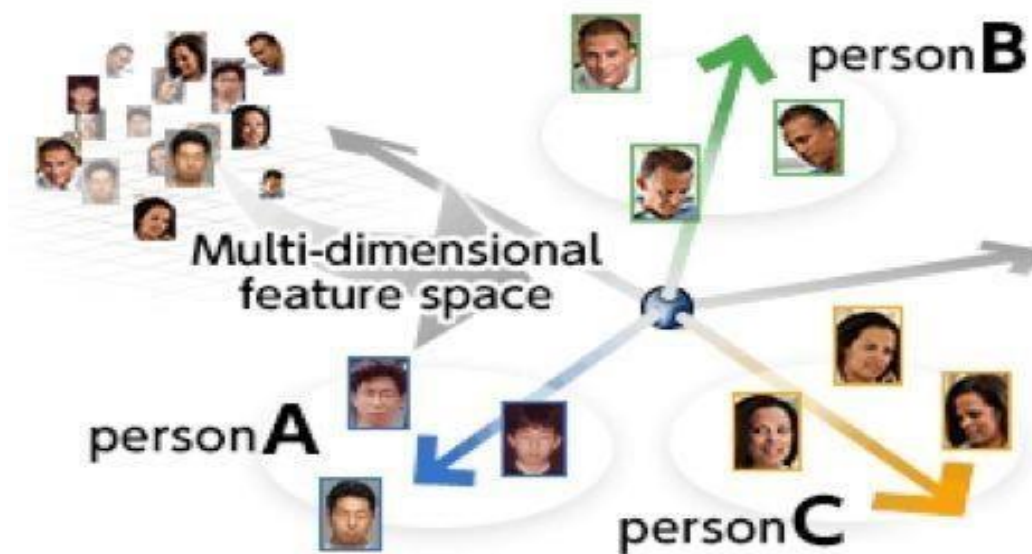 person B
Multi-dimensional
feature space
person A
person C